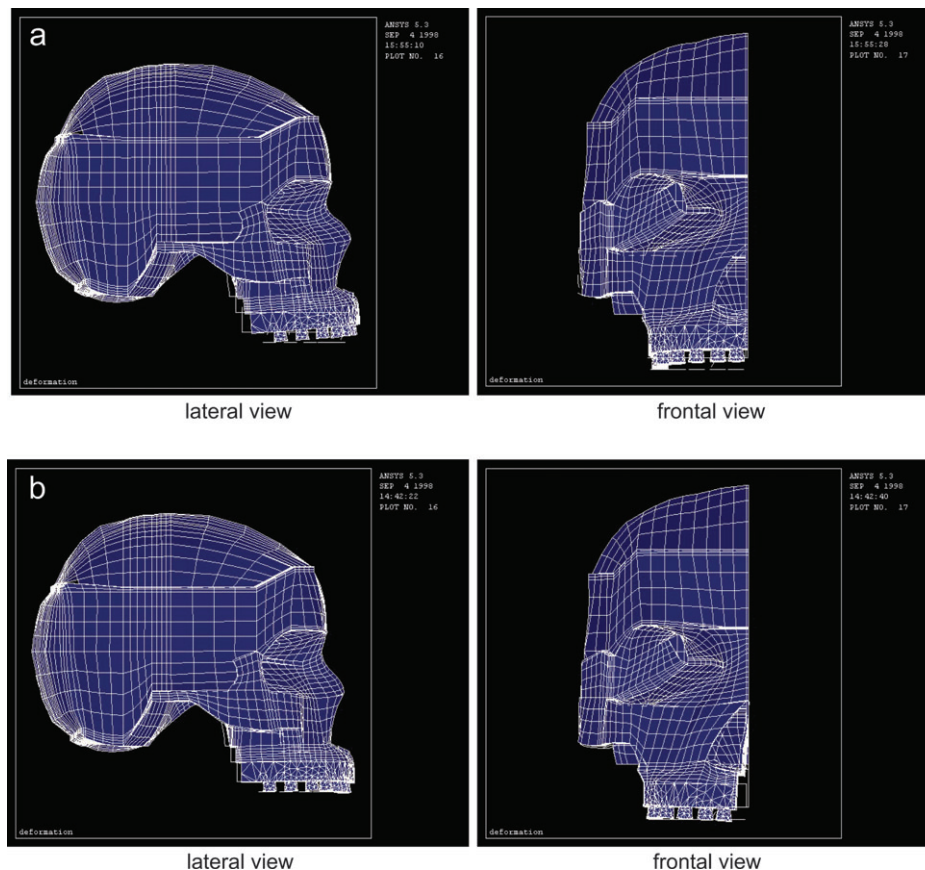 a
ANSYS 5.3
SEP 4 1998
15:55:10
PLOT NO. 16
deformation
ANSYS 5.3
SEP 4 1998
15:55:28
PLOT NO. 17
deformation
lateral view
frontal view
b
ANSYS 5.3
SEP 4 1998
14:42:22
PLOT NO. 16
deformation
ANSYS 5.3
SEP 4 1998
14:42:40
PLOT NO. 17
deformation
lateral view
frontal view